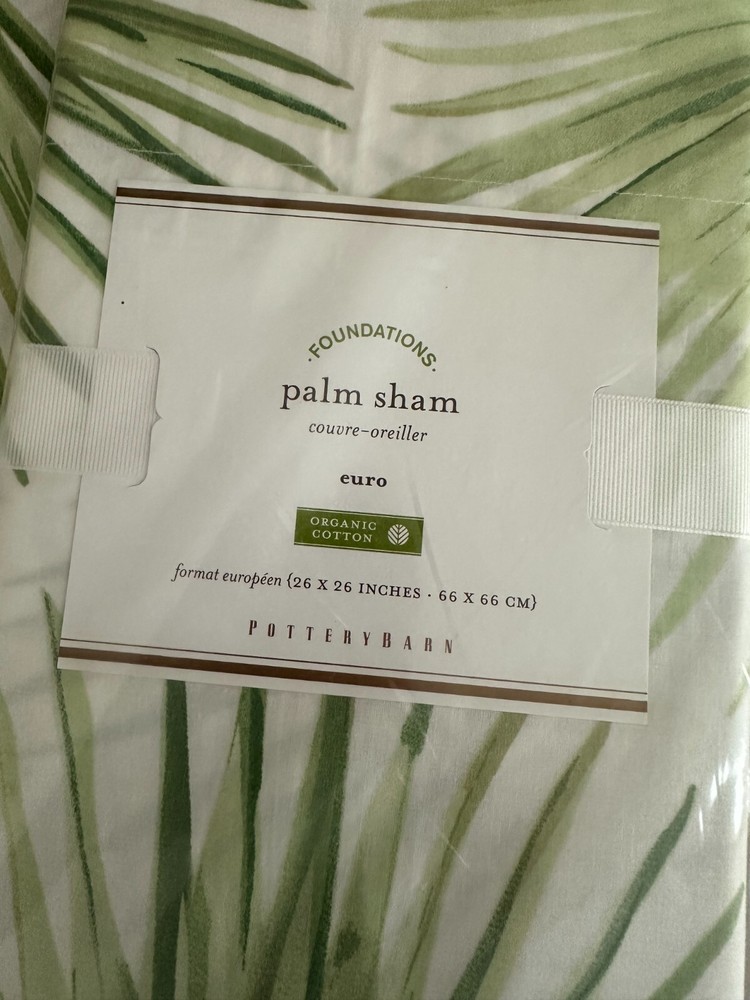 ·FOUNDATIONS·
palm sham
couvre-oreiller
euro
ORGANIC
COTTON
format européen {26 X 26 INCHES · 66 X 66 CM}
POTTERYBARN